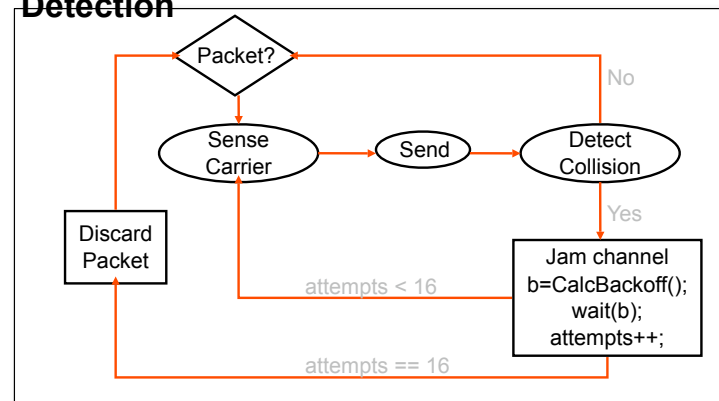 Detection
Packet?
No
Sense
Carrier
Send
Detect
Collision
Yes
Discard
Packet
Jam channel
b=CalcBackoff();
wait(b);
attempts++;
attempts < 16
attempts == 16